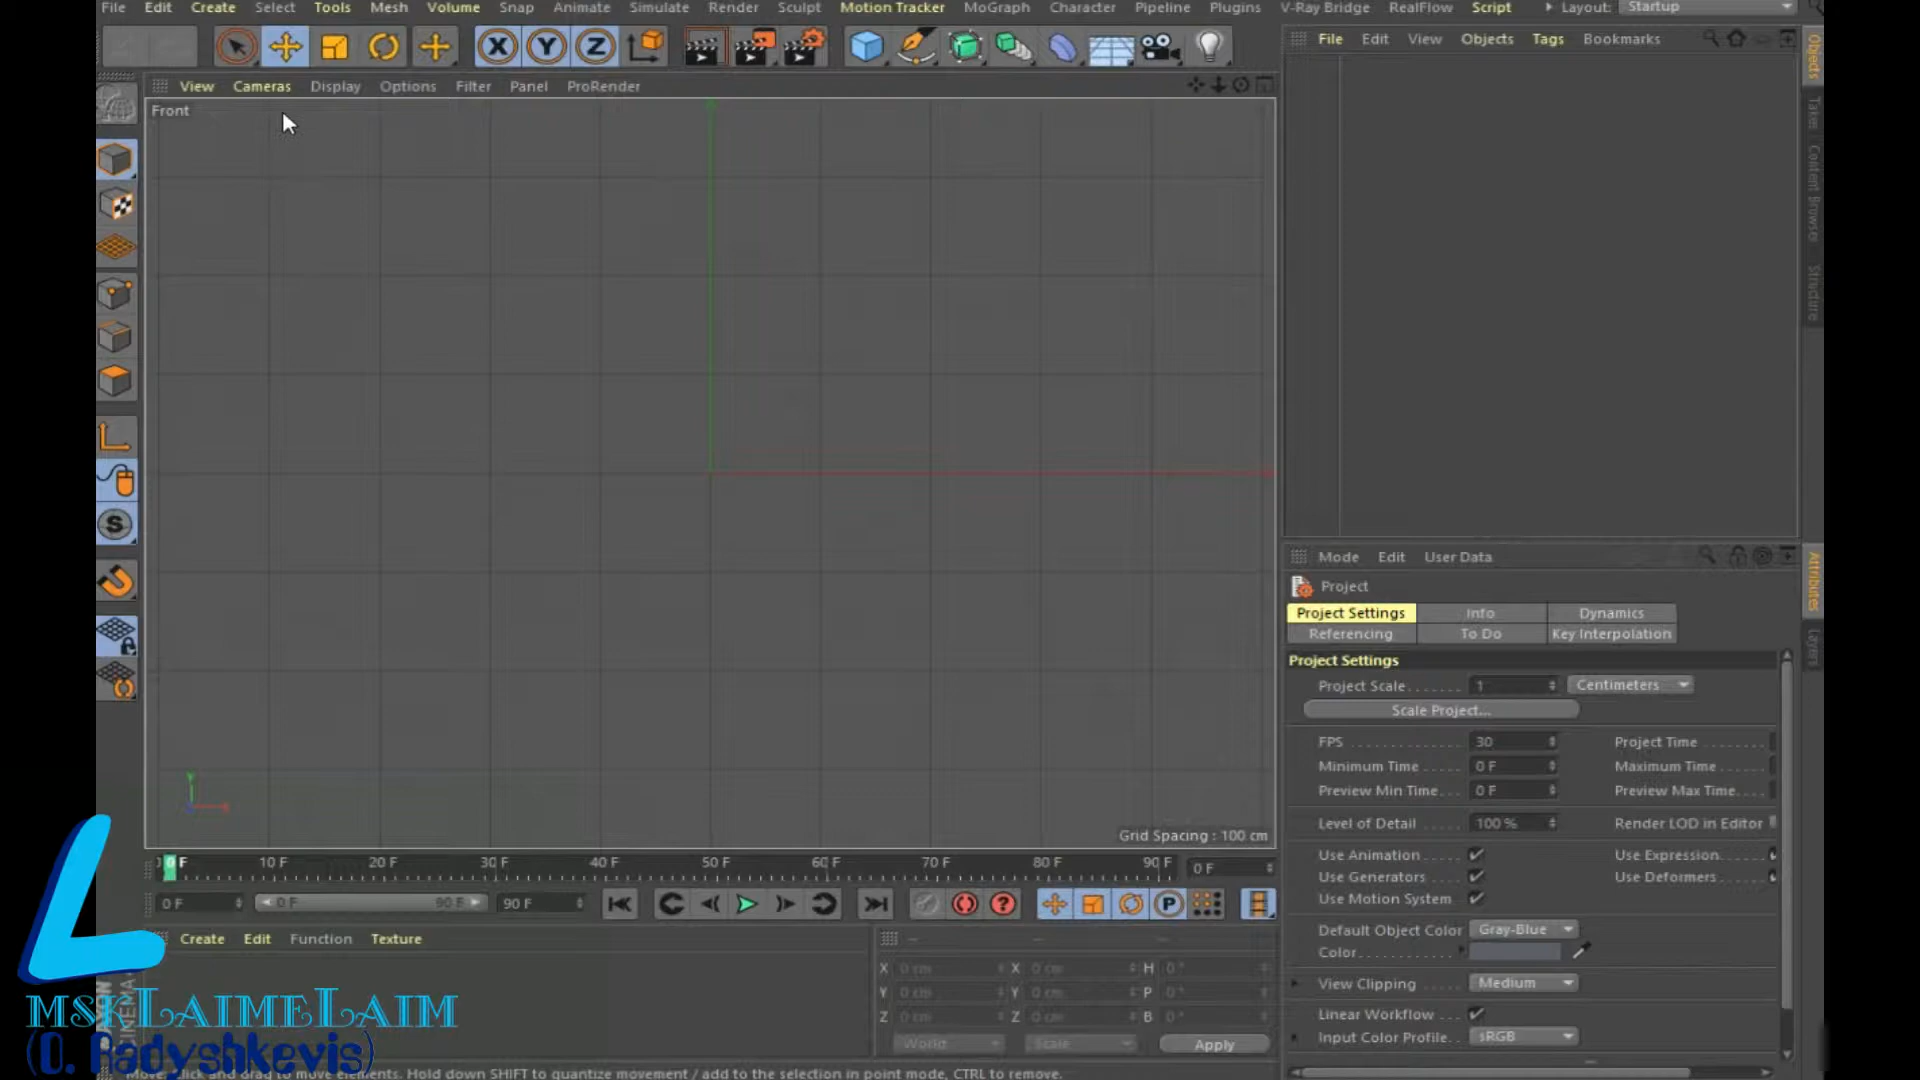 File Edit Create Select Tools Mesh Volume Snap Animate Simulate Render Sculpt Motion Tracker MoGraph Character Pipeline Plugins V-Ray Bridge RealFlow Script Layout: Startup
X Y Z
File Edit View Objects Tags Bookmarks
View Cameras Display Options Filter Panel ProRender
Front
Objects
Takes
Content Browser
Structure
S
Mode Edit User Data
Project
Project Settings Info Dynamics
Referencing To Do Key Interpolation
Attributes
Layers
Project Settings
Project Scale 1 Centimeters
Scale Project...
FPS 30 Project Time
Minimum Time 0 F Maximum Time
Preview Min Time 0 F Preview Max Time
Level of Detail 100 % Render LOD in Editor
Use Animation Use Expression
Use Generators Use Deformers
Use Motion System
Default Object Color Gray-Blue
Color
View Clipping Medium
Linear Workflow
Input Color Profile sRGB
Grid Spacing : 100 cm
0 F 10 F 20 F 30 F 40 F 50 F 60 F 70 F 80 F 90 F 0 F
0 F 0 F 90 F 90 F
? P
Create Edit Function Texture
X 0 cm X 0 cm H 0 °
Y 0 cm Y 0 cm P 0 °
Z 0 cm Z 0 cm B 0 °
World Scale Apply
Move: Click and drag to move elements. Hold down SHIFT to quantize movement / add to the selection in point mode, CTRL to remove.
L
mskLaimeLaim
(O. Radyshkevis)